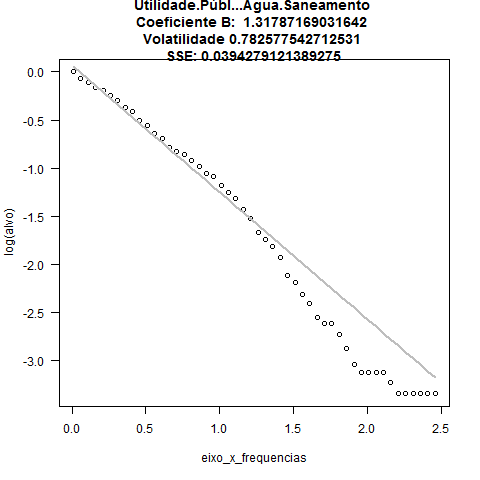 Utilidade.Públ...Água.Saneamento
Coeficiente B:  1.31787169031642
Volatilidade 0.782577542712531
SSE: 0.0394279121389275
0.0
-0.5
-1.0
-1.5
-2.0
-2.5
-3.0
log(alvo)
0.0 0.5 1.0 1.5 2.0 2.5
eixo_x_frequencias